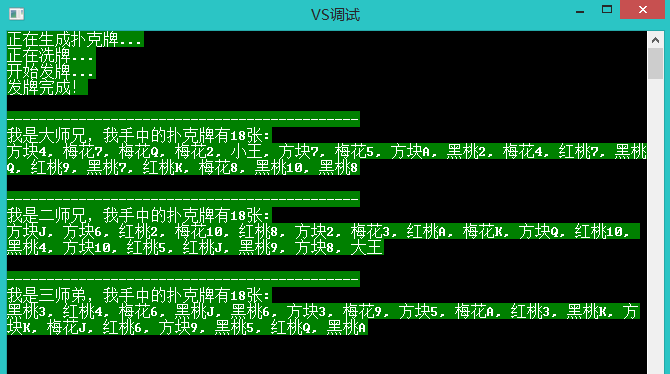 VS调试
正在生成扑克牌...
正在洗牌...
开始发牌...
发牌完成!
--------------------------------------------
我是大师兄, 我手中的扑克牌有18张:
方块4, 梅花7, 梅花Q, 梅花2, 小王, 方块7, 梅花5, 方块A, 黑桃2, 梅花4, 红桃7, 黑桃
Q, 红桃9, 黑桃7, 红桃K, 梅花8, 黑桃10, 黑桃8
--------------------------------------------
我是二师兄, 我手中的扑克牌有18张:
方块J, 方块6, 红桃2, 梅花10, 红桃8, 方块2, 梅花3, 红桃A, 梅花K, 方块Q, 红桃10,
黑桃4, 方块10, 红桃5, 红桃J, 黑桃9, 方块8, 大王
--------------------------------------------
我是三师弟, 我手中的扑克牌有18张:
黑桃3, 红桃4, 梅花6, 黑桃J, 黑桃6, 方块3, 梅花9, 方块5, 梅花A, 红桃3, 黑桃K, 方
块K, 梅花J, 红桃6, 方块9, 黑桃5, 红桃Q, 黑桃A